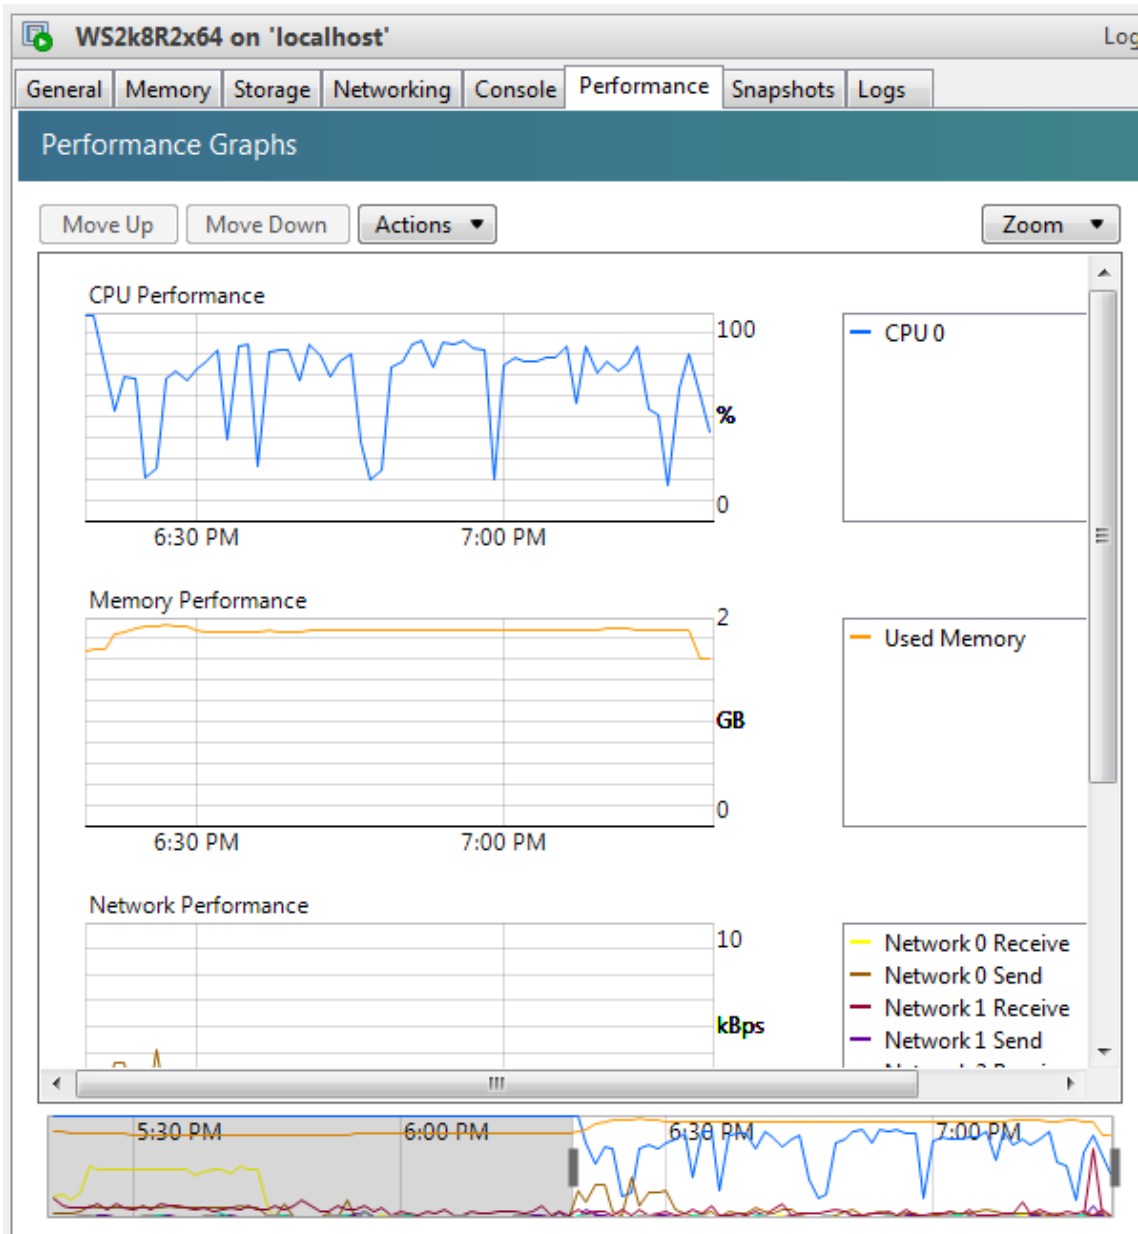 WS2k8R2x64 on 'localhost'
General Memory Storage Networking Console Performance Snapshots Logs
Performance Graphs
Move Up Move Down Actions Zoom
CPU Performance
100
CPU 0
%
0
6:30 PM 7:00 PM
Memory Performance
2
Used Memory
GB
0
6:30 PM 7:00 PM
Network Performance
10
Network 0 Receive
Network 0 Send
Network 1 Receive
kBps
Network 1 Send
5:30 PM 6:00 PM 6:30 PM 7:00 PM